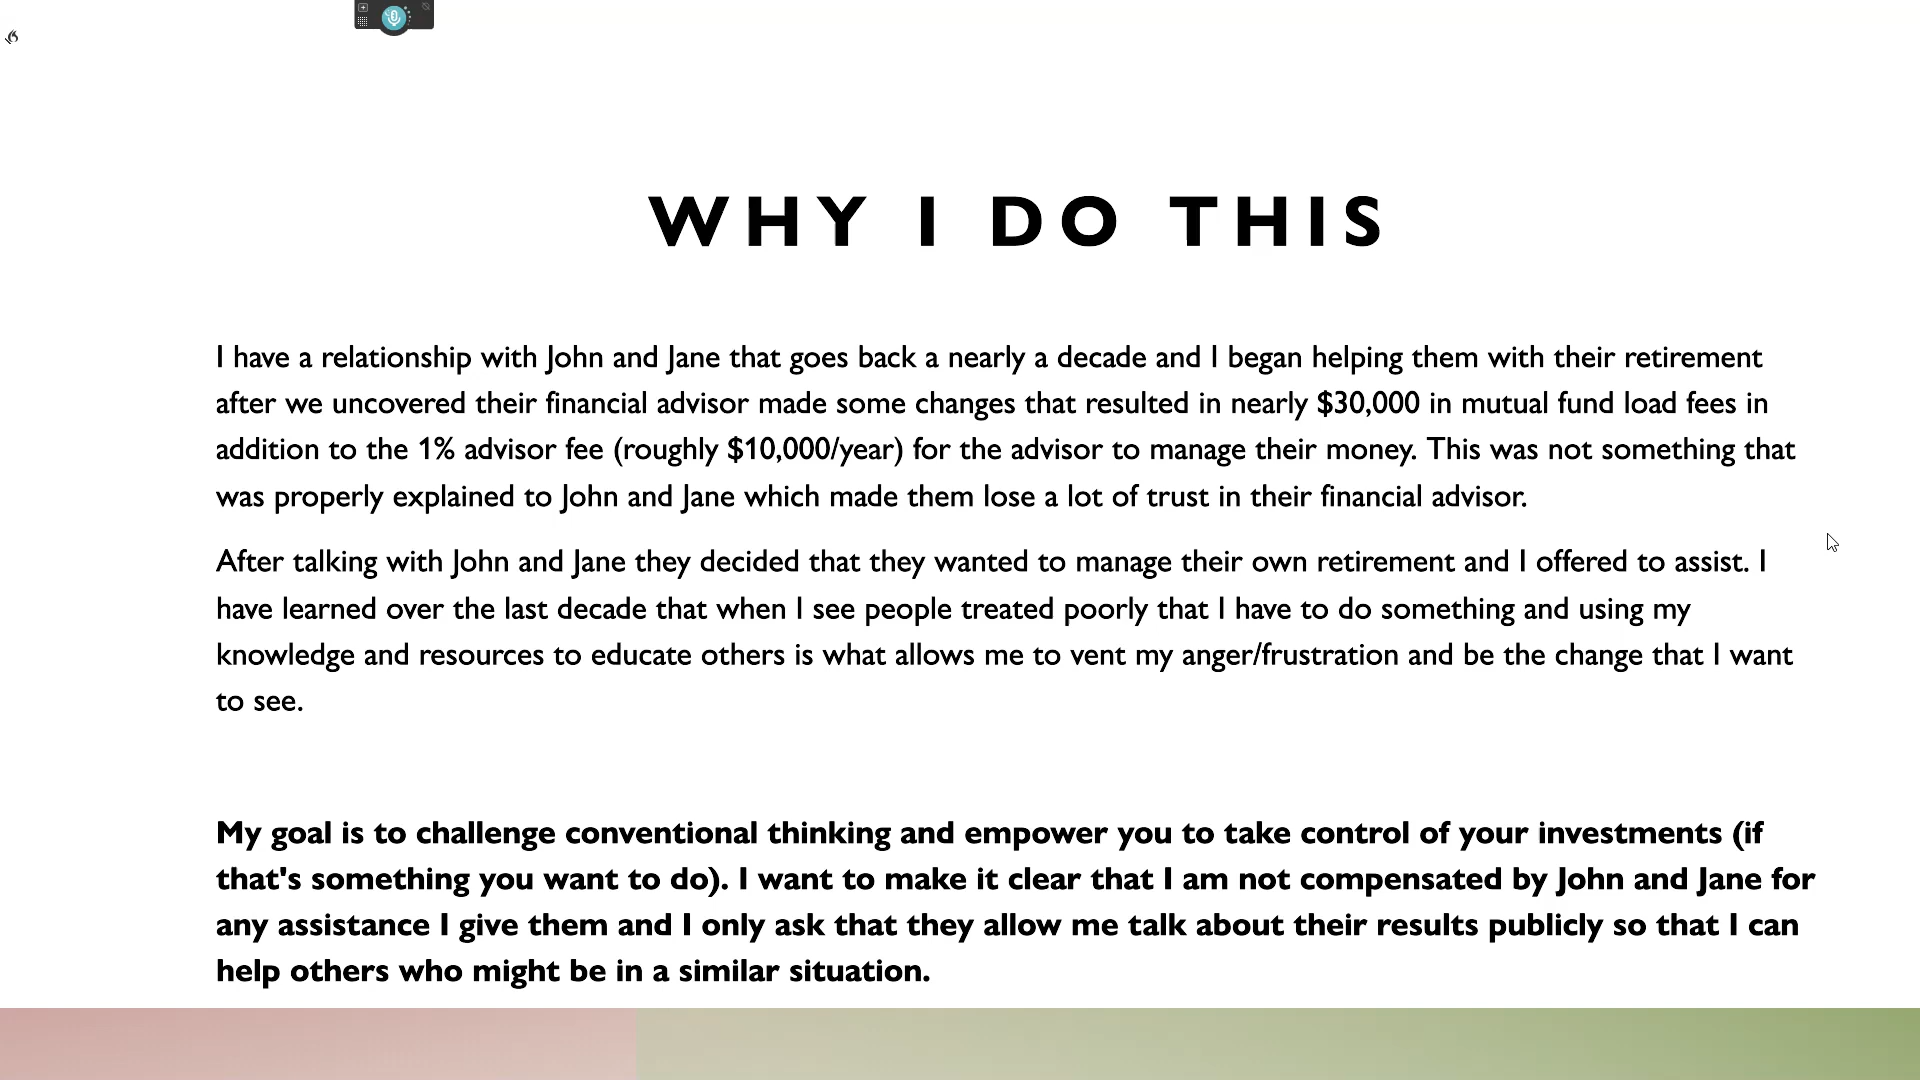 WHY I DO THIS
I have a relationship with John and Jane that goes back a nearly a decade and I began helping them with their retirement
after we uncovered their financial advisor made some changes that resulted in nearly $30,000 in mutual fund load fees in
addition to the 1% advisor fee (roughly $10,000/year) for the advisor to manage their money. This was not something that
was properly explained to John and Jane which made them lose a lot of trust in their financial advisor.
After talking with John and Jane they decided that they wanted to manage their own retirement and I offered to assist. I
have learned over the last decade that when I see people treated poorly that I have to do something and using my
knowledge and resources to educate others is what allows me to vent my anger/frustration and be the change that I want
to see.
My goal is to challenge conventional thinking and empower you to take control of your investments (if
that's something you want to do). I want to make it clear that I am not compensated by John and Jane for
any assistance I give them and I only ask that they allow me talk about their results publicly so that I can
help others who might be in a similar situation.